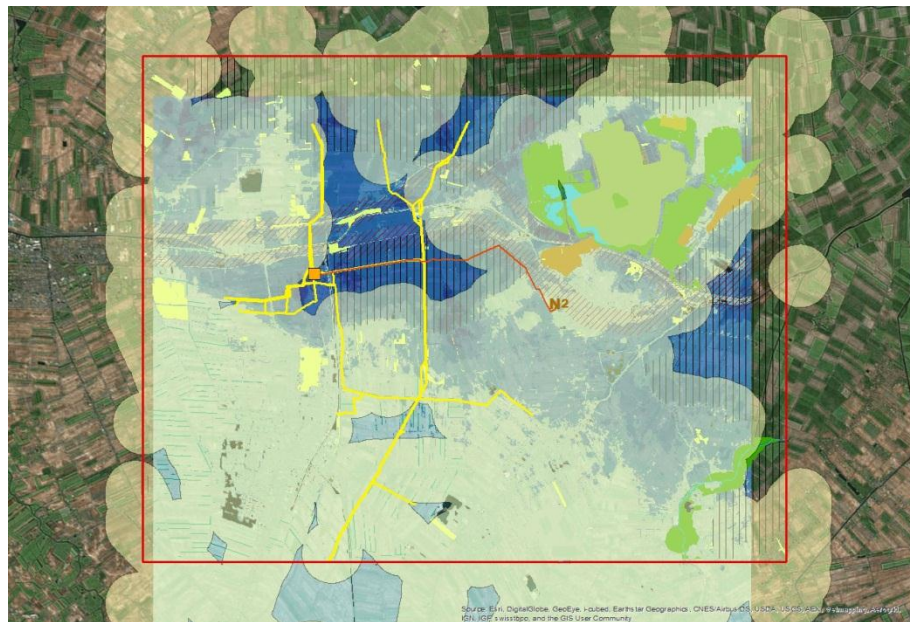 N2
Source: Esri, DigitalGlobe, GeoEye, i-cubed, Earthstar Geographics, CNES/Airbus DS, USDA, USGS, AEX,
IGN, IGP, swisstopo, and the GIS User Community